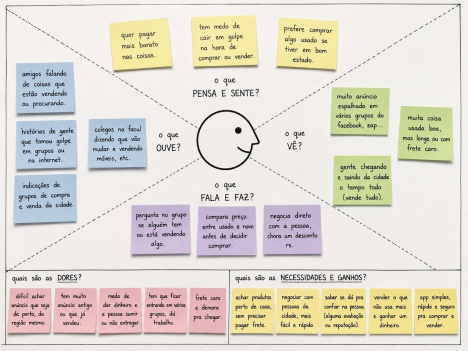 quer pagar
mais barato
nas coisas.
tem medo de
cair em golpe
na hora de
comprar ou vender.
prefere comprar
algo usado se
tiver em bom
estado.
o que
PENSA E SENTE?
amigos falando
de coisas que
estão vendendo
ou procurando.
histórias de gente
que tomou golpe
em grupos ou
na internet.
colegas na facul
dizendo que vão
mudar e vendendo
móveis, etc.
indicações
de grupos de compra
e venda da cidade
o que
OUVE?
o que
VÊ?
muito anúncio
espalhado em
vários grupos do
facebook, zap...
muita coisa
usada boa,
mas longe ou com
frete caro.
gente chegando
e saindo da cidade
o tempo todo
(vende tudo).
o que
FALA E FAZ?
pergunta no grupo
se alguém tem
ou está vendendo
algo.
compara preço
entre usado e novo
antes de decidir
comprar.
negocia direto
com a pessoa,
chora um desconto
rs.
quais são as DORES?
difícil achar
anúncio que seja
de perto, da
região mesmo.
tem muito
anúncio antigo
ou que já
vendeu.
medo de
dar dinheiro e
a pessoa sumir
ou não entregar.
tem que ficar
entrando em vários
grupos, dá
trabalho.
frete caro
e demora
pra chegar.
quais são as NECESSIDADES E GANHOS?
achar produtos
perto de casa,
sem precisar
pagar frete.
negociar com
pessoas da
cidade, mais
fácil e rápido.
saber se dá pra
confiar na pessoa
(alguma avaliação
ou reputação).
vender o que
não usa mais
e ganhar um
dinheiro.
app simples,
rápido e seguro
pra comprar e
vender.